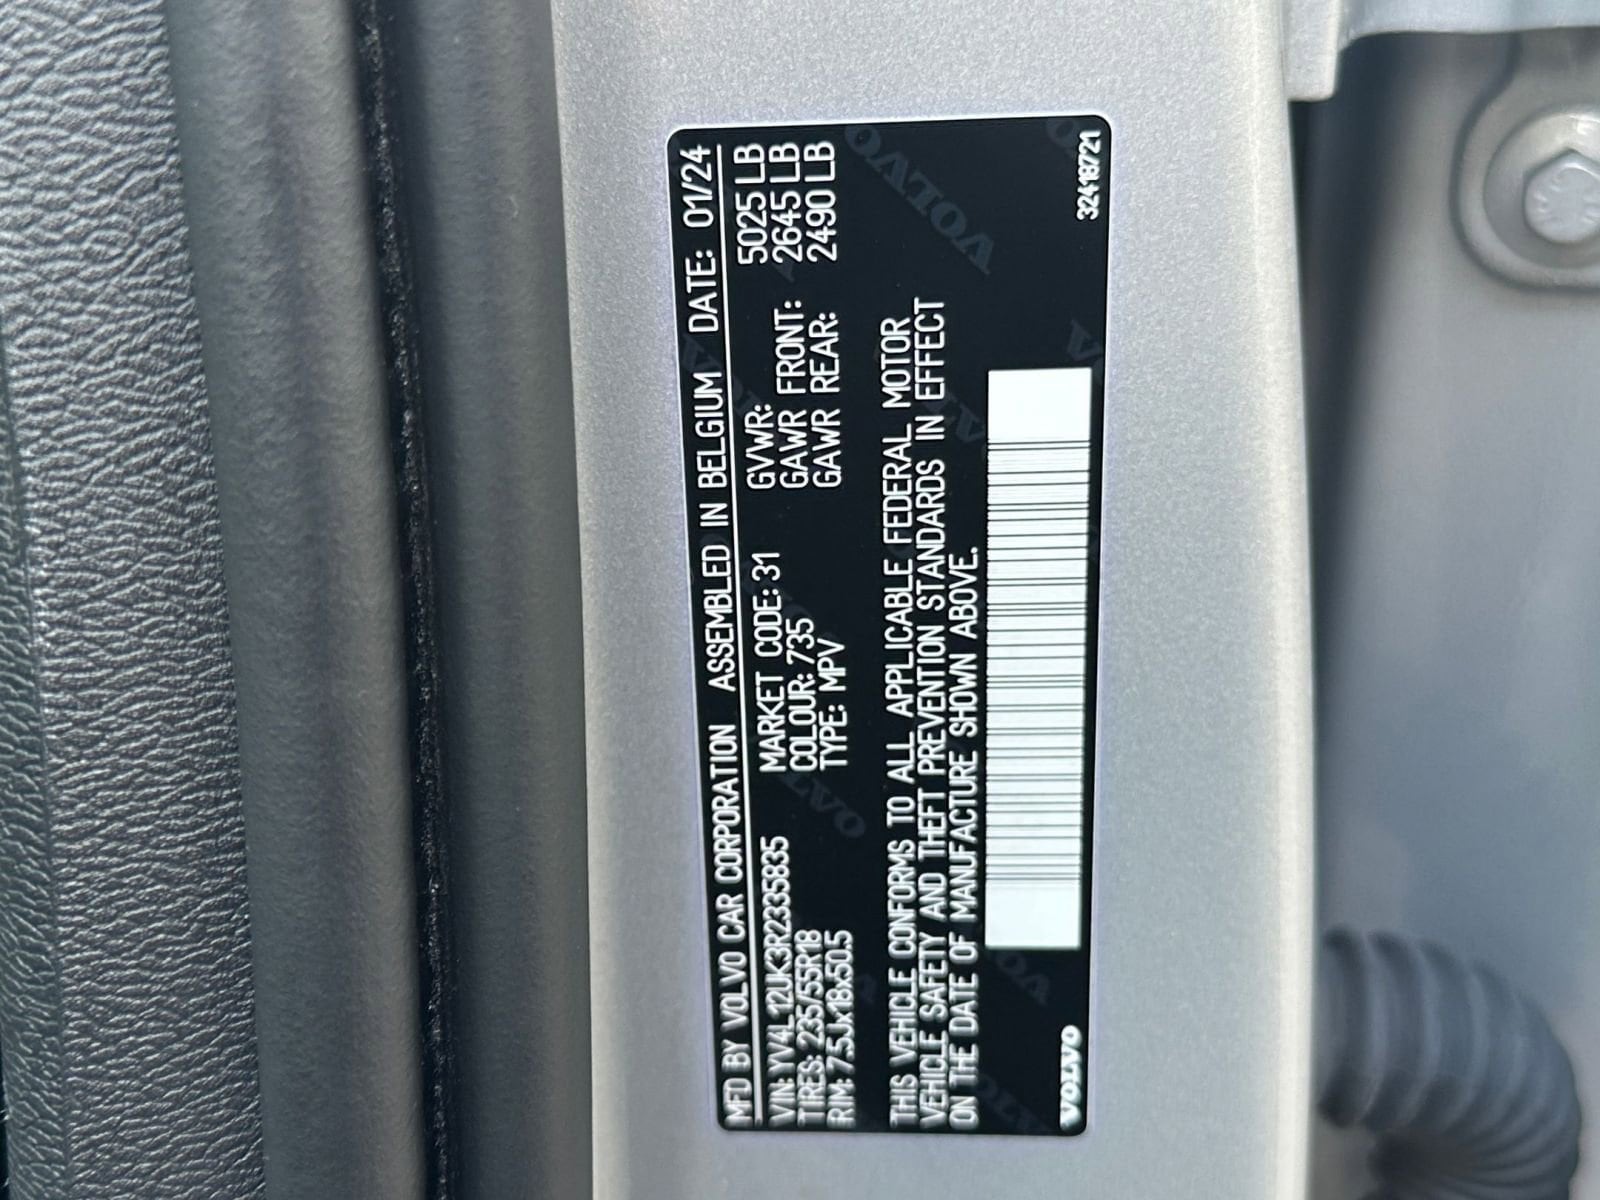 MFD BY VOLVO CAR CORPORATION ASSEMBLED IN BELGIUM DATE: 01/24
VIN: YV4L12UK3R2335835 MARKET CODE: 31 GVWR: 5025 LB
TIRES: 235/55R18 COLOUR: 735 GAWR FRONT: 2645 LB
RIM: 7.5Jx18x50.5 TYPE: MPV GAWR REAR: 2490 LB
THIS VEHICLE CONFORMS TO ALL APPLICABLE FEDERAL MOTOR
VEHICLE SAFETY AND THEFT PREVENTION STANDARDS IN EFFECT
ON THE DATE OF MANUFACTURE SHOWN ABOVE.
VOLVO 32418721